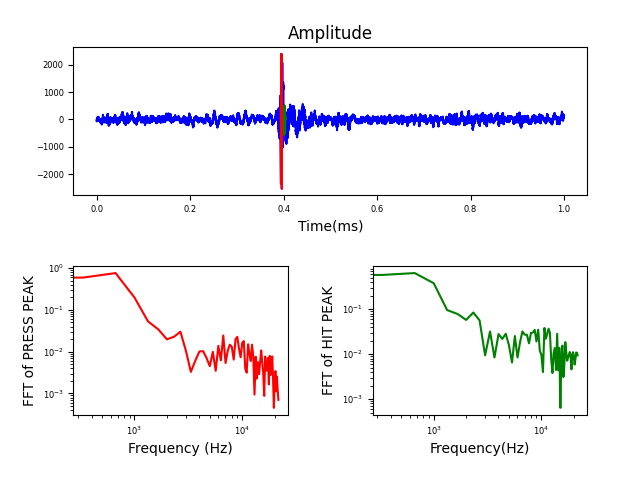 Amplitude
2000
1000
0
−1000
−2000
0.0 0.2 0.4 0.6 0.8 1.0
Time(ms)
FFT of PRESS PEAK
10⁰
10⁻¹
10⁻²
10⁻³
10³ 10⁴
Frequency (Hz)
FFT of HIT PEAK
10⁻¹
10⁻²
10⁻³
10³ 10⁴
Frequency(Hz)